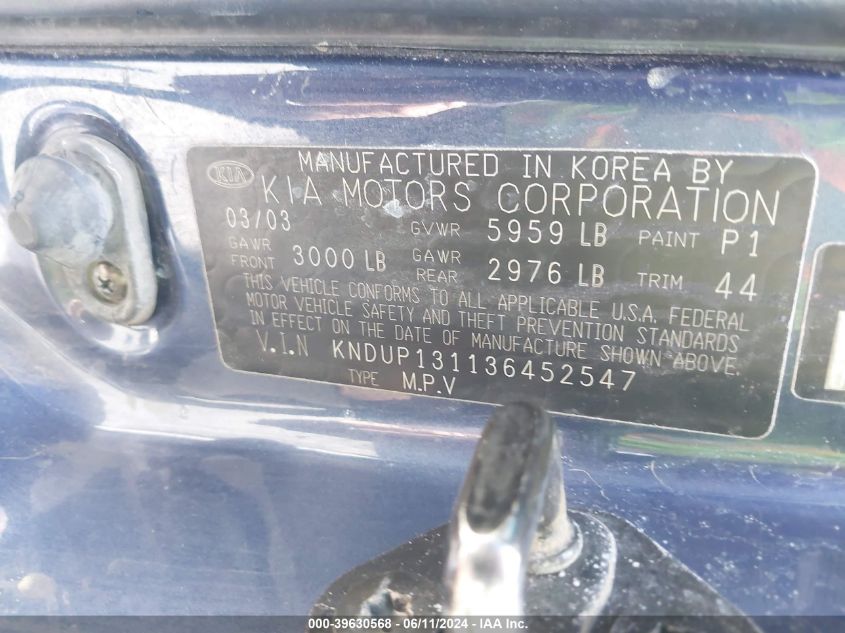 MANUFACTURED IN KOREA BY
KIA KIA MOTORS CORPORATION
03/03 GVWR 5959 LB PAINT P1
GAWR FRONT 3000 LB GAWR REAR 2976 LB TRIM 44
THIS VEHICLE CONFORMS TO ALL APPLICABLE U.S.A. FEDERAL
MOTOR VEHICLE SAFETY AND THEFT PREVENTION STANDARDS
IN EFFECT ON THE DATE OF MANUFACTURE SHOWN ABOVE.
V.I.N KNDUP131136452547
TYPE M.P.V
000-39630568 - 06/11/2024 - IAA Inc.